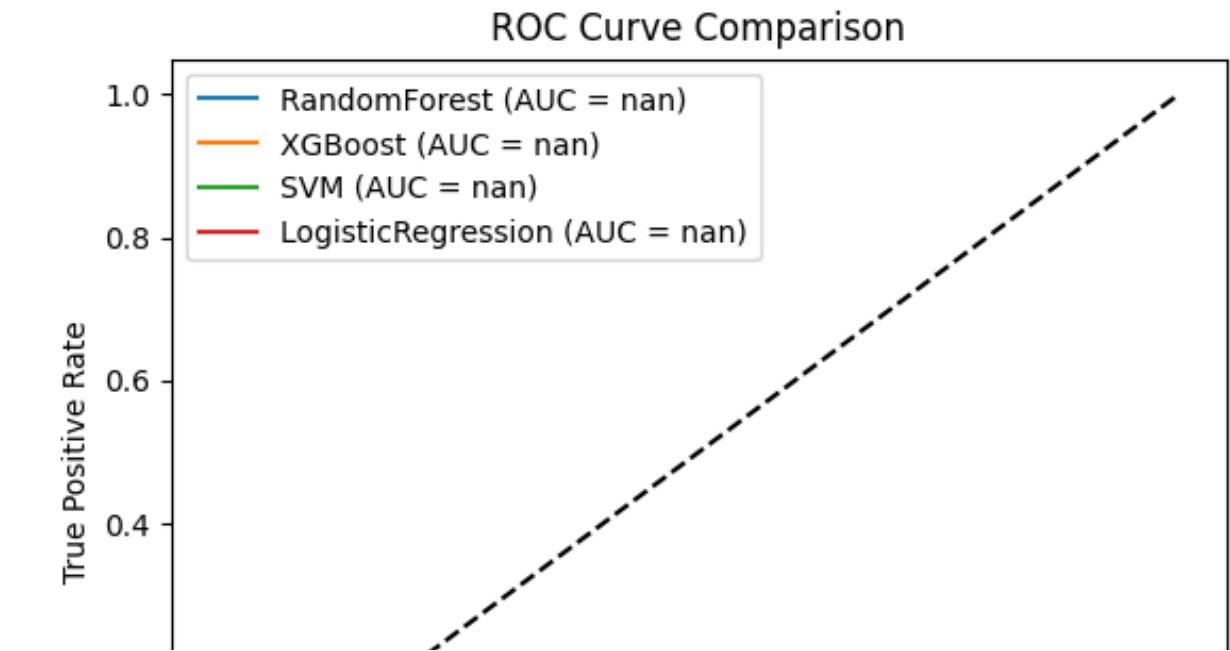 ROC Curve Comparison
1.0
RandomForest (AUC = nan)
XGBoost (AUC = nan)
SVM (AUC = nan)
LogisticRegression (AUC = nan)
0.8
0.6
0.4
True Positive Rate